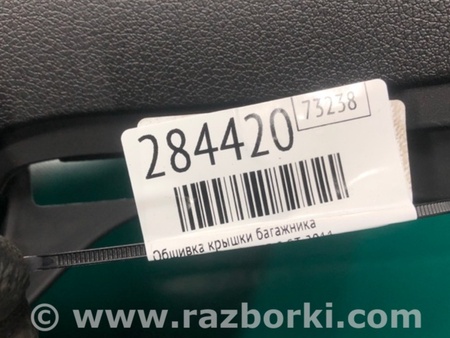 284420
73238
Обшивка крышки багажника
www.razborki.com